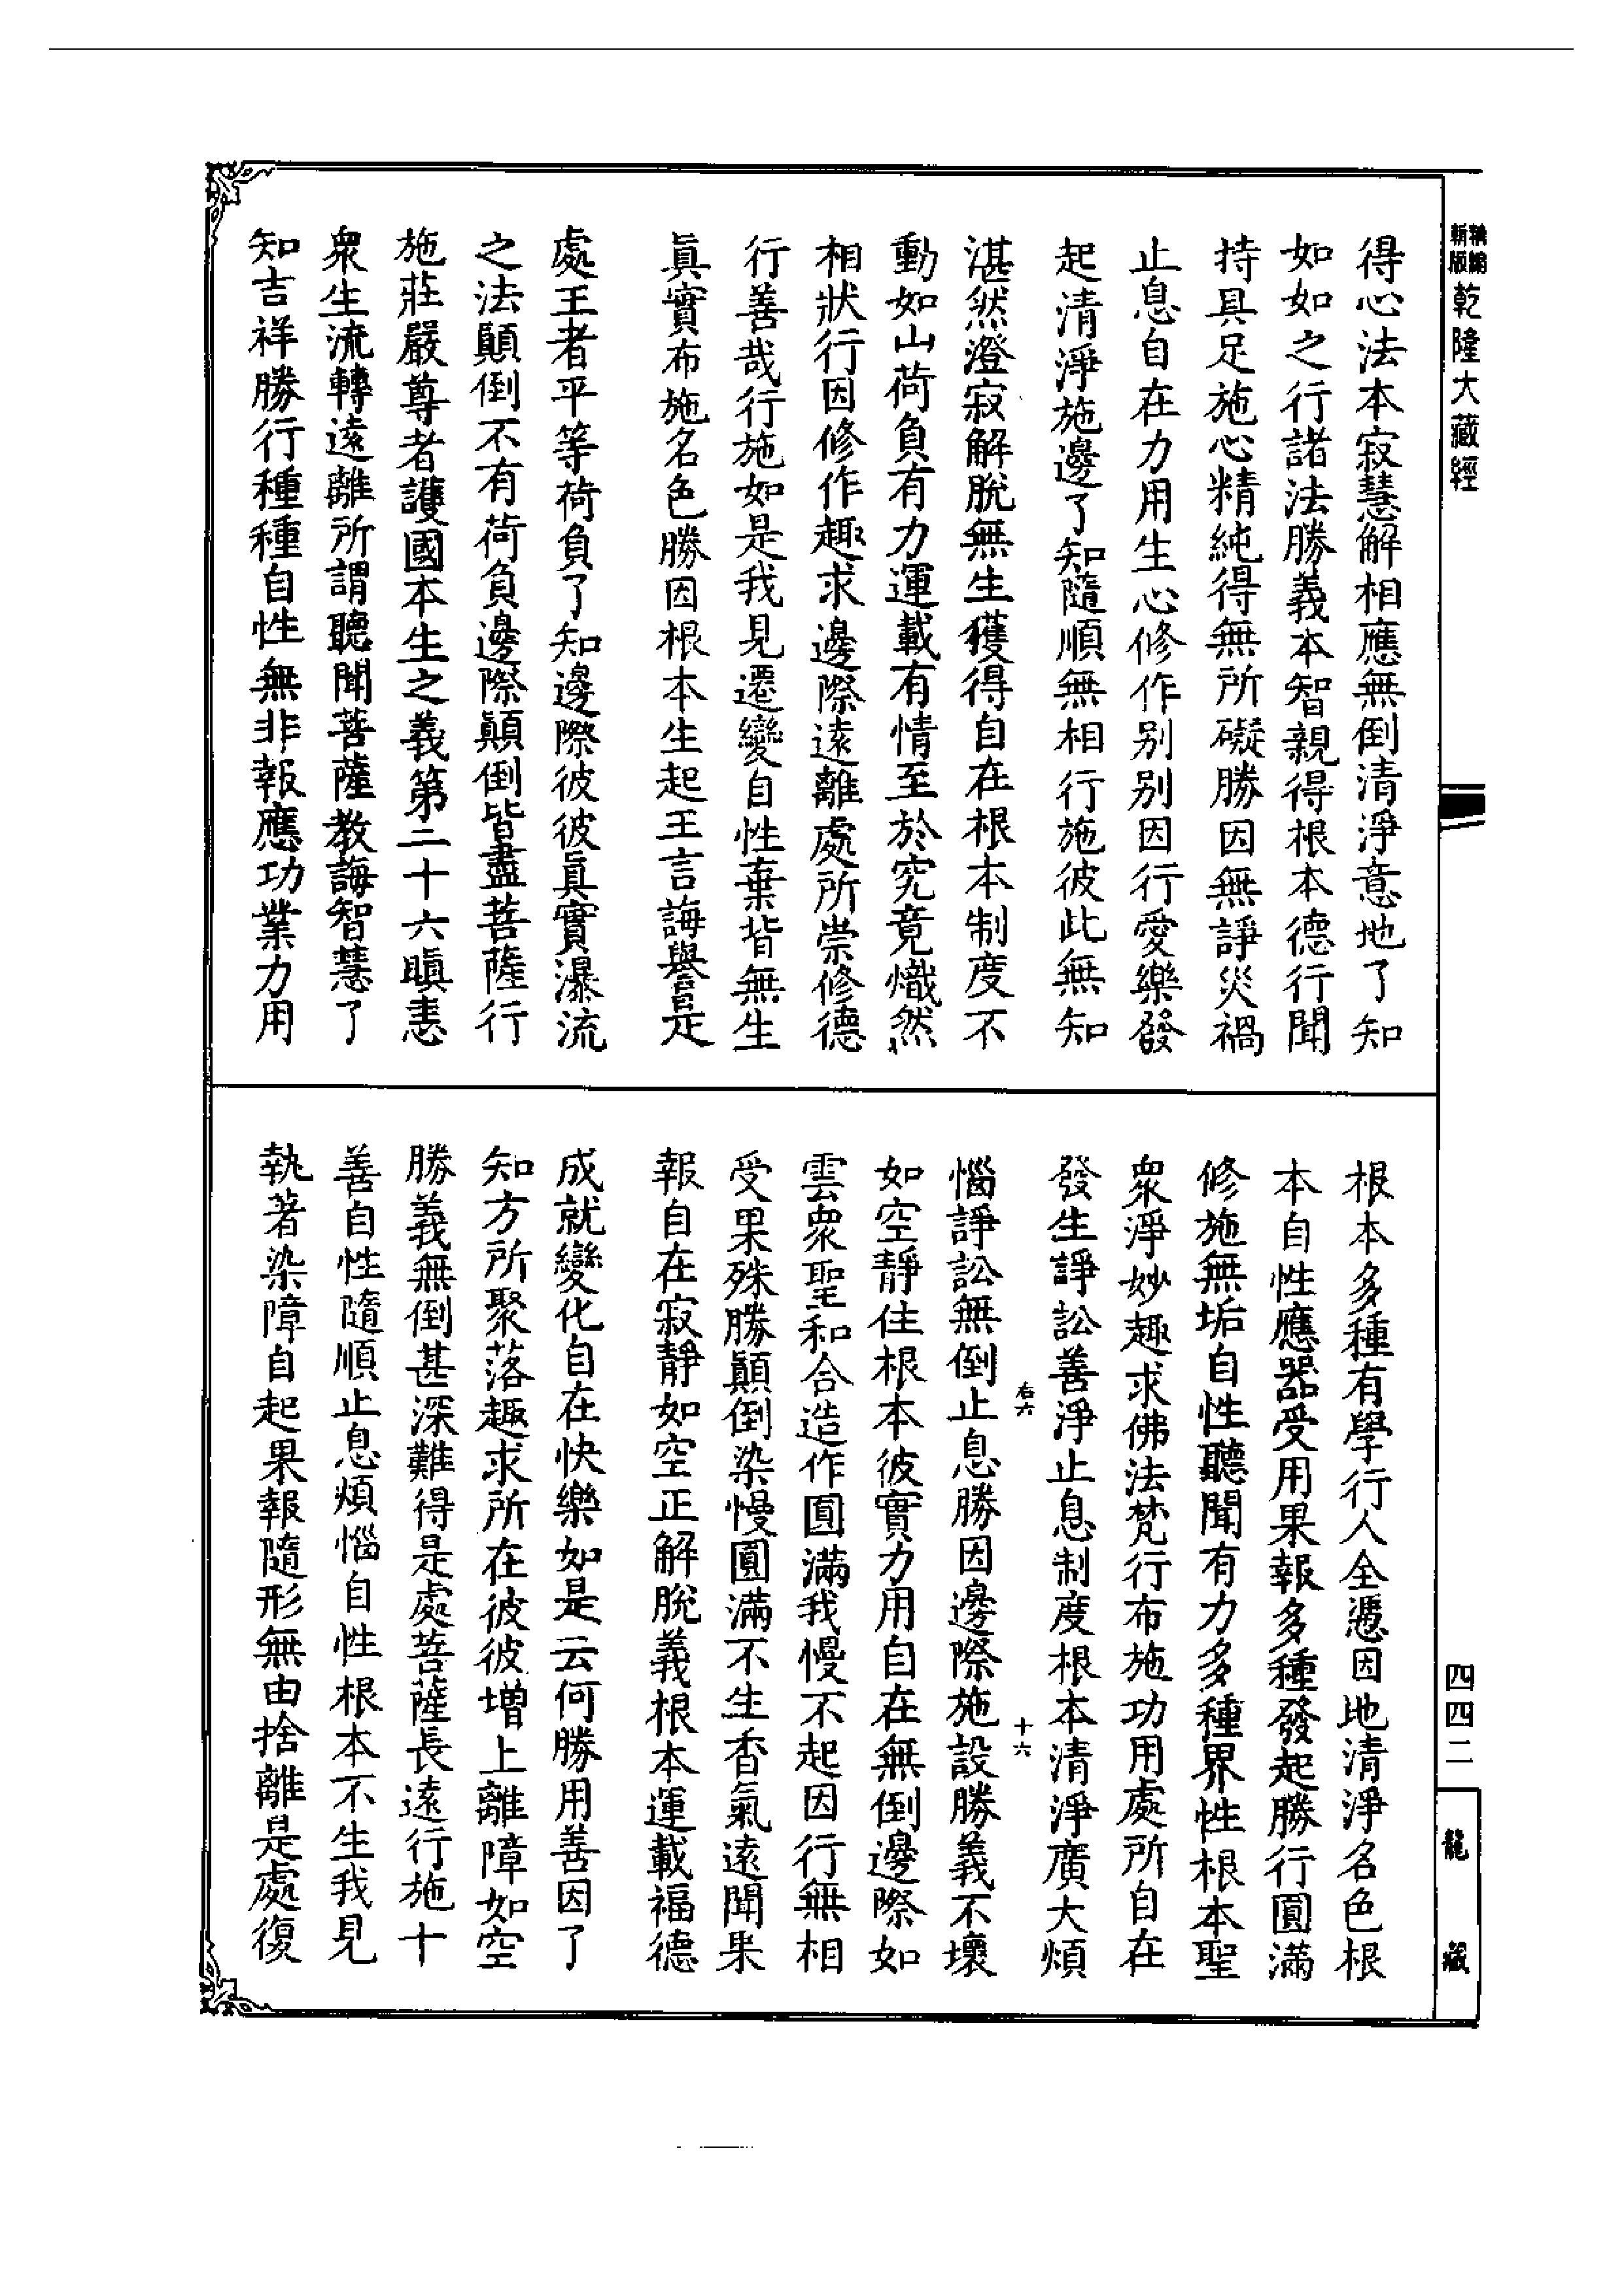 新版乾隆大藏經
得心法本寂慧解相應無倒清淨意地了知
如如之行諸法勝義本智親得根本德行聞
持具足施心精純得無所礙勝因無諍災禍
止息自在力用生心修作别别因行愛樂發
起清淨施邊了知隨順無相行施彼此無知
湛然澄寂解脫無生獲得自在根本制度不
動如山荷負有力運載有情至於究竟熾然
相狀行因修作趣求邊際遠離處所崇修德
行善哉行施如是我見遷變自性棄背無生
眞實布施名色勝因根本生起王言誨譽是
處王者平等荷負了知邊際彼彼眞實瀑流
之法顚倒不有荷負邊際顚倒皆盡菩薩行
施莊嚴尊者護國本生之義第二十六瞋恚
衆生流轉遠離所謂聽聞菩薩教誨智慧了
知吉祥勝行種種自性無非報應功業力用
根本多種有學行人全憑因地清淨名色根
本自性應器受用果報多種發起勝行圓滿
修施無垢自性聽聞有力多種界性根本聖
衆淨妙趣求佛法梵行布施功用處所自在
發生諍訟善淨止息制度根本清淨廣大煩
右六 十六
惱諍訟無倒止息勝因邊際施設勝義不壞
如空靜住根本彼實力用自在無倒邊際如
雲衆聖和合造作圓滿我慢不起因行無相
受果殊勝顚倒染慢圓滿不生香氣遠聞果
報自在寂靜如空正解脫義根本運載福德
成就變化自在快樂如是云何勝用善因了
知方所聚落趣求所在彼彼增上離障如空
勝義無倒甚深難得是處菩薩長遠行施十
善自性隨順止息煩惱自性根本不生我見
執著染障自起果報隨形無由捨離是處復
四四二
龍藏